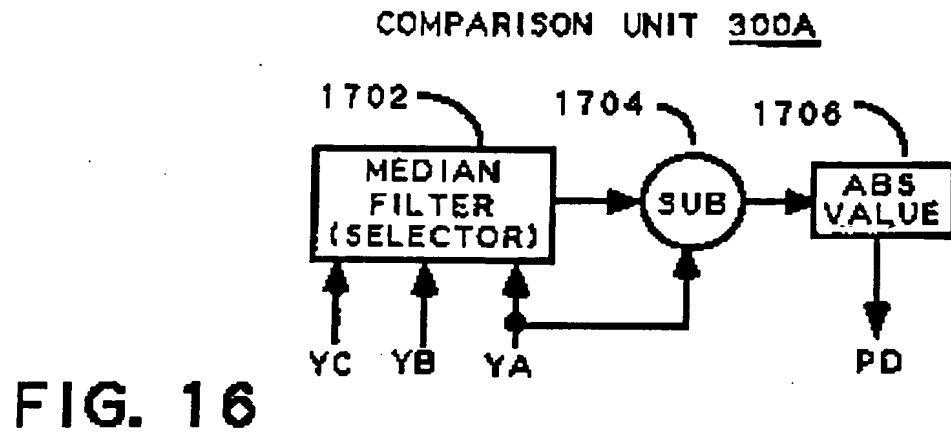 COMPARISON UNIT 300A
1702
1704
1706
MEDIAN
FILTER
(SELECTOR)
SUB
ABS
VALUE
YC
YB
YA
PD
FIG. 16